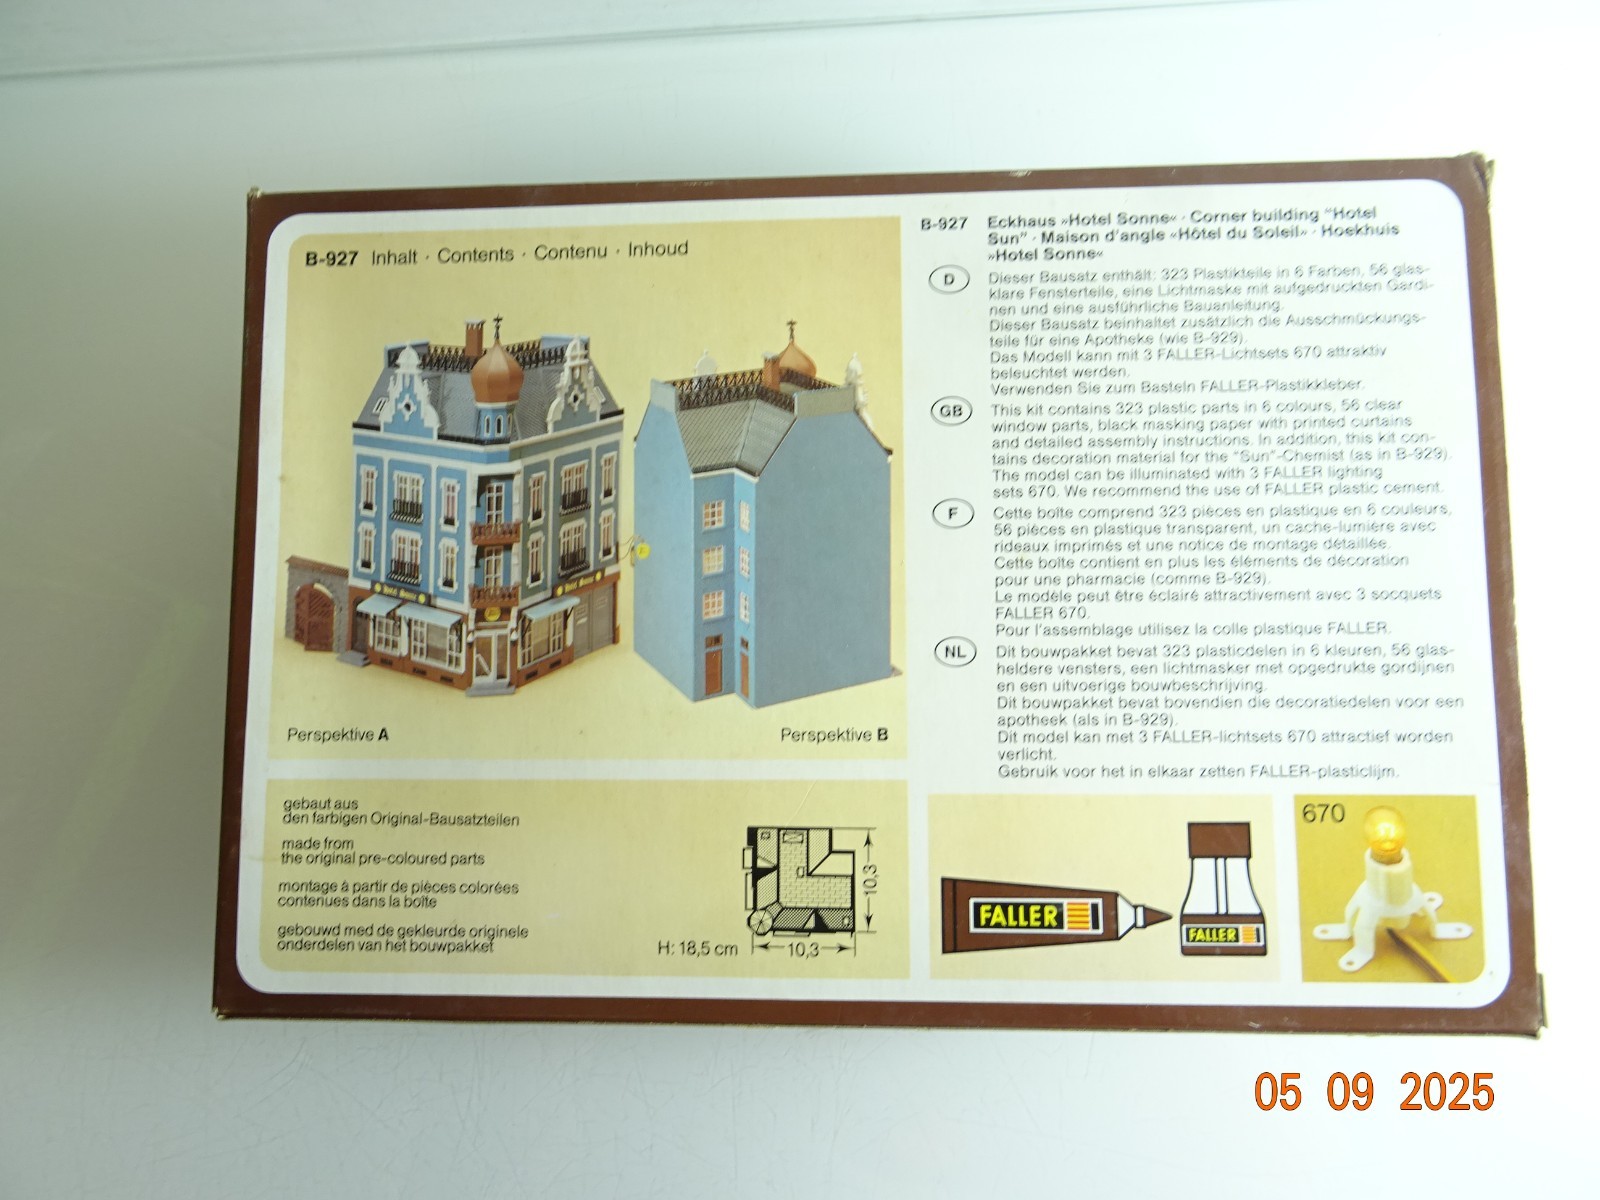 B-927 Inhalt · Contents · Contenu · Inhoud
HOTEL SONNE
HOTEL SONNE
Perspektive A
Perspektive B
gebaut aus
den farbigen Original-Bausatzteilen
made from
the original pre-coloured parts
montage à partir de pièces colorées
contenues dans la boîte
gebouwd med de gekleurde originele
onderdelen van het bouwpakket
H: 18,5 cm
10,3
10,3
B-927 Eckhaus »Hotel Sonne« · Corner building "Hotel
Sun" · Maison d'angle «Hôtel du Soleil» · Hoekhuis
»Hotel Sonne«
D Dieser Bausatz enthält: 323 Plastikteile in 6 Farben, 56 glas-
klare Fensterteile, eine Lichtmaske mit aufgedruckten Gardi-
nen und eine ausführliche Bauanleitung.
Dieser Bausatz beinhaltet zusätzlich die Ausschmückungs-
teile für eine Apotheke (wie B-929).
Das Modell kann mit 3 FALLER-Lichtsets 670 attraktiv
beleuchtet werden.
Verwenden Sie zum Basteln FALLER-Plastikkleber.
GB This kit contains 323 plastic parts in 6 colours, 56 clear
window parts, black masking paper with printed curtains
and detailed assembly instructions. In addition, this kit con-
tains decoration material for the "Sun"-Chemist (as in B-929).
The model can be illuminated with 3 FALLER lighting
sets 670. We recommend the use of FALLER plastic cement.
F Cette boîte comprend 323 pièces en plastique en 6 couleurs,
56 pièces en plastique transparent, un cache-lumière avec
rideaux imprimés et une notice de montage détaillée.
Cette boîte contient en plus les éléments de décoration
pour une pharmacie (comme B-929).
Le modèle peut être éclairé attractivement avec 3 socquets
FALLER 670.
Pour l'assemblage utilisez la colle plastique FALLER.
NL Dit bouwpakket bevat 323 plasticdelen in 6 kleuren, 56 glas-
heldere vensters, een lichtmasker met opgedrukte gordijnen
en een uitvoerige bouwbeschrijving.
Dit bouwpakket bevat bovendien die decoratiedelen voor een
apotheek (als in B-929).
Dit model kan met 3 FALLER-lichtsets 670 attractief worden
verlicht.
Gebruik voor het in elkaar zetten FALLER-plasticlijm.
FALLER
FALLER
670
05 09 2025